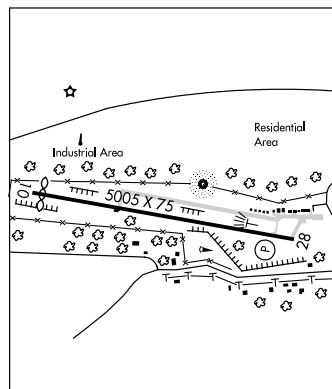 Industrial Area
Residential
Area
10
5005 X 75
28
P